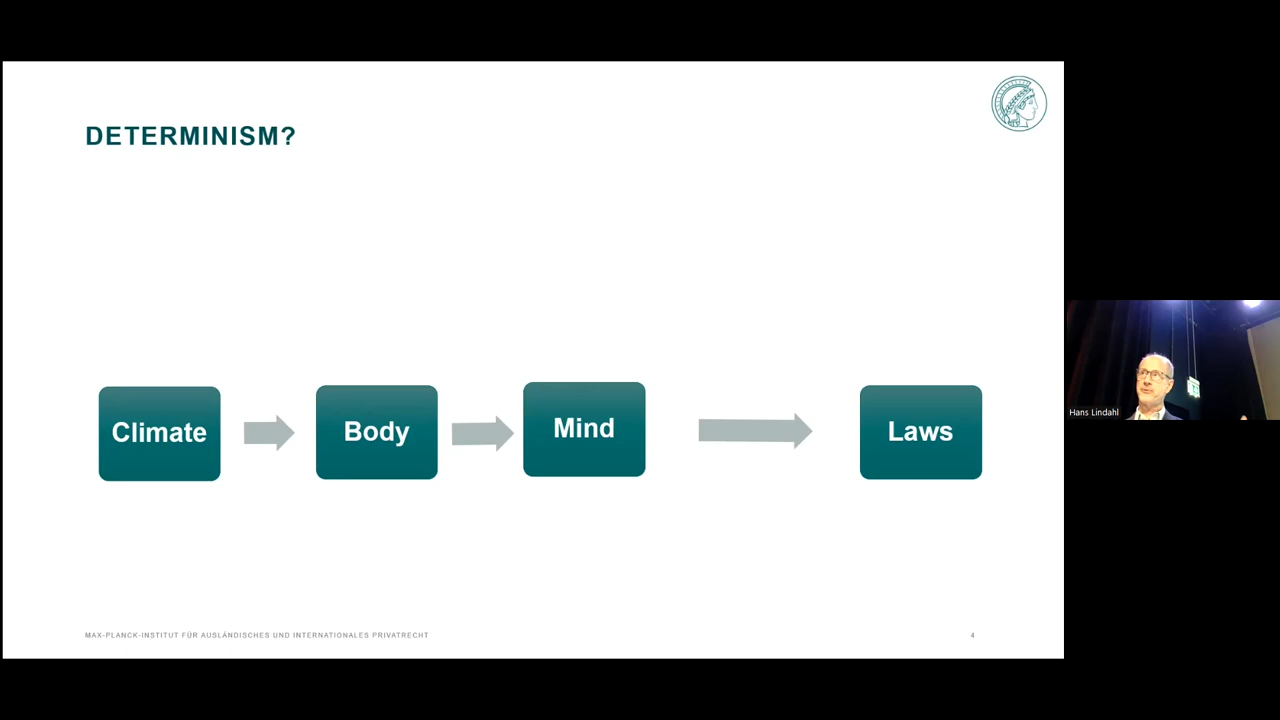 DETERMINISM?
Climate
Body
Mind
Laws
Hans Lindahl
MAX-PLANCK-INSTITUT FÜR AUSLÄNDISCHES UND INTERNATIONALES PRIVATRECHT
4